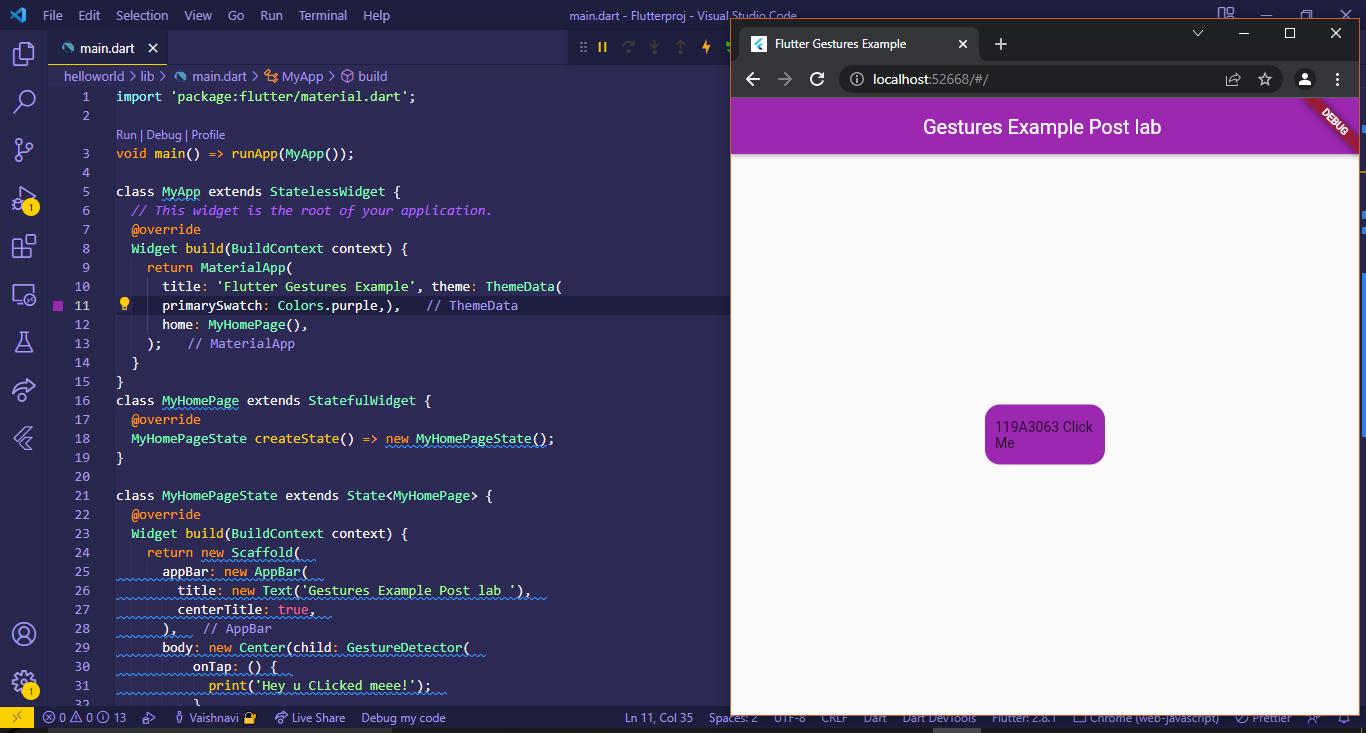 File Edit Selection View Go Run Terminal Help
main.dart - Flutterproj - Visual Studio Code
main.dart
helloworld > lib > main.dart > MyApp > build
1 import 'package:flutter/material.dart';
2
Run | Debug | Profile
3 void main() => runApp(MyApp());
4
5 class MyApp extends StatelessWidget {
6 // This widget is the root of your application.
7 @override
8 Widget build(BuildContext context) {
9 return MaterialApp(
10 title: 'Flutter Gestures Example', theme: ThemeData(
11 primarySwatch: Colors.purple,), // ThemeData
12 home: MyHomePage(),
13 ); // MaterialApp
14 }
15 }
16 class MyHomePage extends StatefulWidget {
17 @override
18 MyHomePageState createState() => new MyHomePageState();
19 }
20
21 class MyHomePageState extends State<MyHomePage> {
22 @override
23 Widget build(BuildContext context) {
24 return new Scaffold(
25 appBar: new AppBar(
26 title: new Text('Gestures Example Post lab '),
27 centerTitle: true,
28 ), // AppBar
29 body: new Center(child: GestureDetector(
30 onTap: () {
31 print('Hey u CLicked meee!');
32 }
1
1
0 0 13 Vaishnavi Live Share Debug my code Ln 11, Col 35 Spaces: 2 UTF-8 CRLF Dart Dart DevTools Flutter: 2.8.1 Chrome (web-javascript) Prettier
Flutter Gestures Example
localhost:52668/#/
Gestures Example Post lab
DEBUG
119A3063 Click
Me